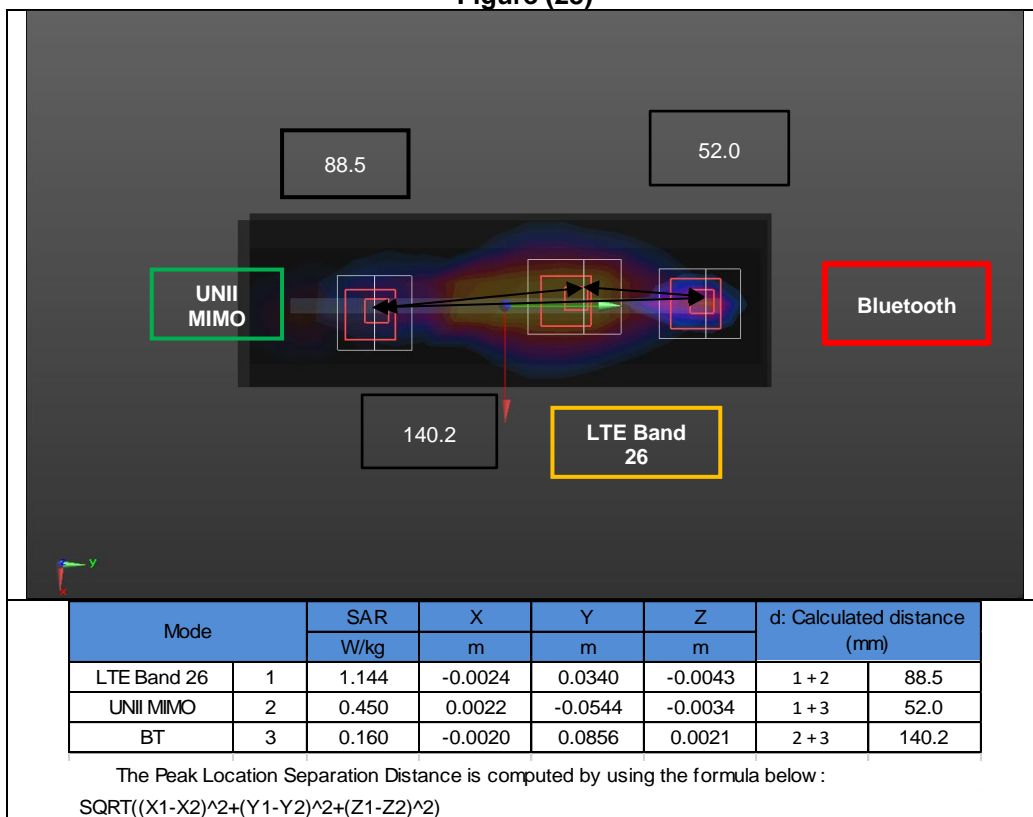 88.5
52.0
UNII
MIMO
Bluetooth
140.2
LTE Band
26
y
x
Mode SAR X Y Z d: Calculated distance
W/kg m m m (mm)
LTE Band 26 1 1.144 -0.0024 0.0340 -0.0043 1 + 2 88.5
UNII MIMO 2 0.450 0.0022 -0.0544 -0.0034 1 + 3 52.0
BT 3 0.160 -0.0020 0.0856 0.0021 2 + 3 140.2
The Peak Location Separation Distance is computed by using the formula below :
SQRT((X1-X2)^2+(Y1-Y2)^2+(Z1-Z2)^2)